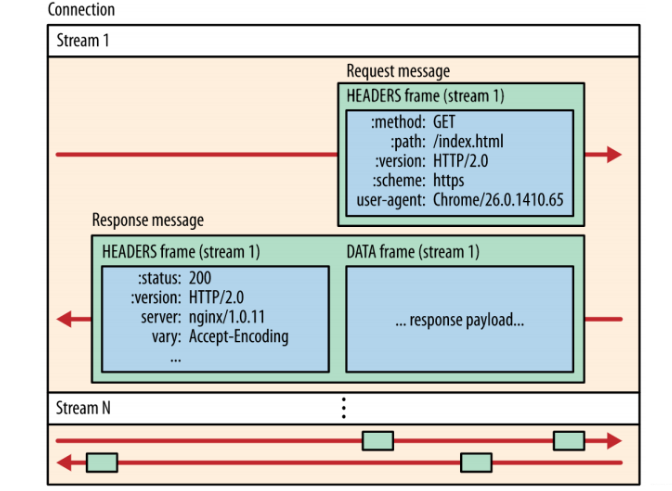 Connection
Stream 1
Request message
HEADERS frame (stream 1)
:method: GET
:path: /index.html
:version: HTTP/2.0
:scheme: https
user-agent: Chrome/26.0.1410.65
Response message
HEADERS frame (stream 1)
:status: 200
:version: HTTP/2.0
server: nginx/1.0.11
vary: Accept-Encoding
...
DATA frame (stream 1)
... response payload...
Stream N